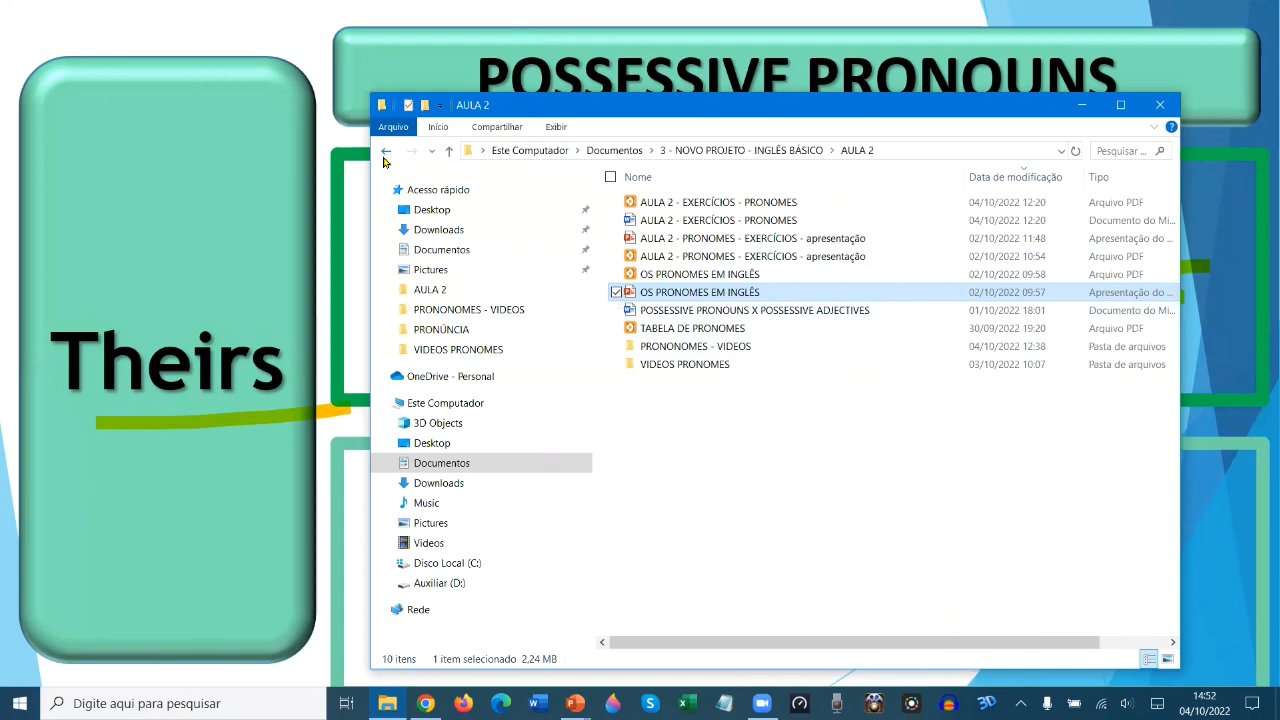 POSSESSIVE PRONOUNS
Theirs
AULA 2
Arquivo Início Compartilhar Exibir
Este Computador Documentos 3 - NOVO PROJETO - INGLÊS BÁSICO AULA 2 Pesquisar ...
Nome Data de modificação Tipo
Acesso rápido
Desktop
Downloads
Documentos
Pictures
AULA 2
PRONONOMES - VIDEOS
PRONÚNCIA
VIDEOS PRONOMES
OneDrive - Personal
Este Computador
3D Objects
Desktop
Documentos
Downloads
Music
Pictures
Videos
Disco Local (C:)
Auxiliar (D:)
Rede
AULA 2 - EXERCÍCIOS - PRONOMES 04/10/2022 12:20 Arquivo PDF
AULA 2 - EXERCÍCIOS - PRONOMES 04/10/2022 12:20 Documento do Mi...
AULA 2 - PRONOMES - EXERCÍCIOS - apresentação 02/10/2022 11:48 Apresentação do ...
AULA 2 - PRONOMES - EXERCÍCIOS - apresentação 02/10/2022 10:54 Arquivo PDF
OS PRONOMES EM INGLÊS 02/10/2022 09:58 Arquivo PDF
OS PRONOMES EM INGLÊS 02/10/2022 09:57 Apresentação do ...
POSSESSIVE PRONOUNS X POSSESSIVE ADJECTIVES 01/10/2022 18:01 Documento do Mi...
TABELA DE PRONOMES 30/09/2022 19:20 Arquivo PDF
PRONONOMES - VIDEOS 04/10/2022 12:38 Pasta de arquivos
VIDEOS PRONOMES 03/10/2022 10:07 Pasta de arquivos
10 itens 1 item selecionado 2,24 MB
Digite aqui para pesquisar
14:52
04/10/2022